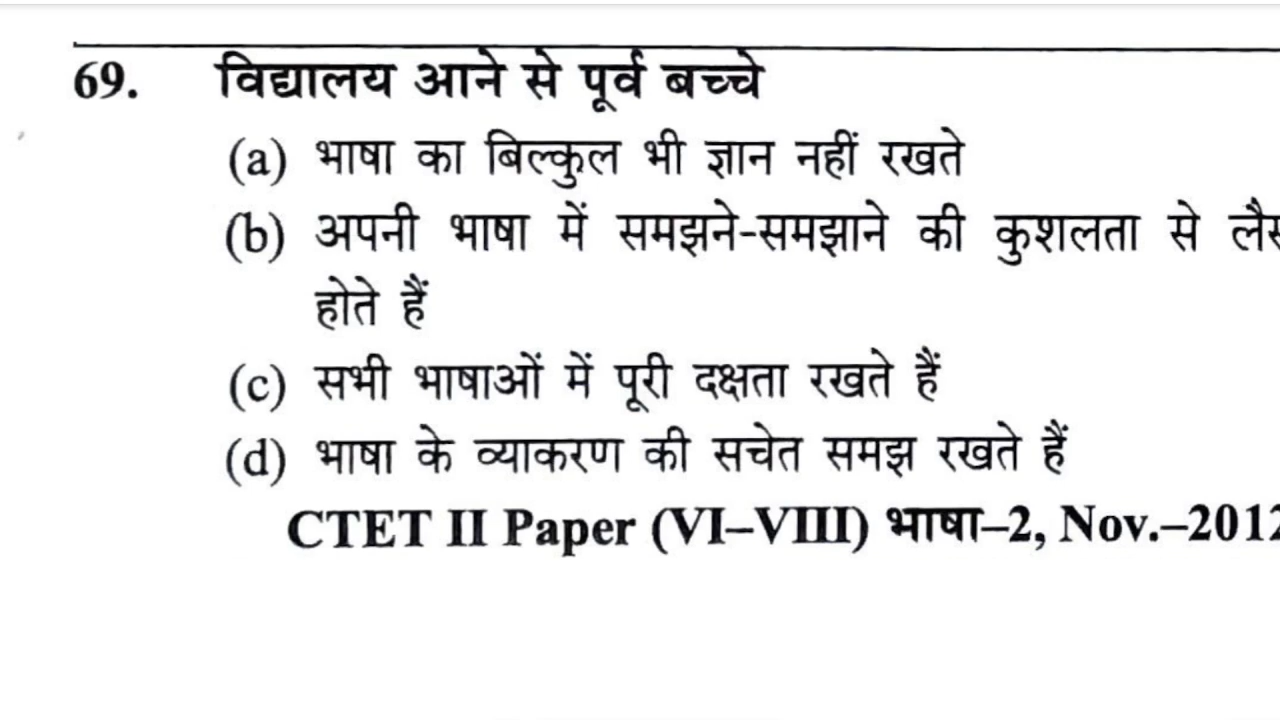 69. विद्यालय आने से पूर्व बच्चे
(a) भाषा का बिल्कुल भी ज्ञान नहीं रखते
(b) अपनी भाषा में समझने-समझाने की कुशलता से
होते हैं
(c) सभी भाषाओं में पूरी दक्षता रखते हैं
(d) भाषा के व्याकरण की सचेत समझ रखते हैं
CTET II Paper (VI–VIII) भाषा–2, Nov.–2012